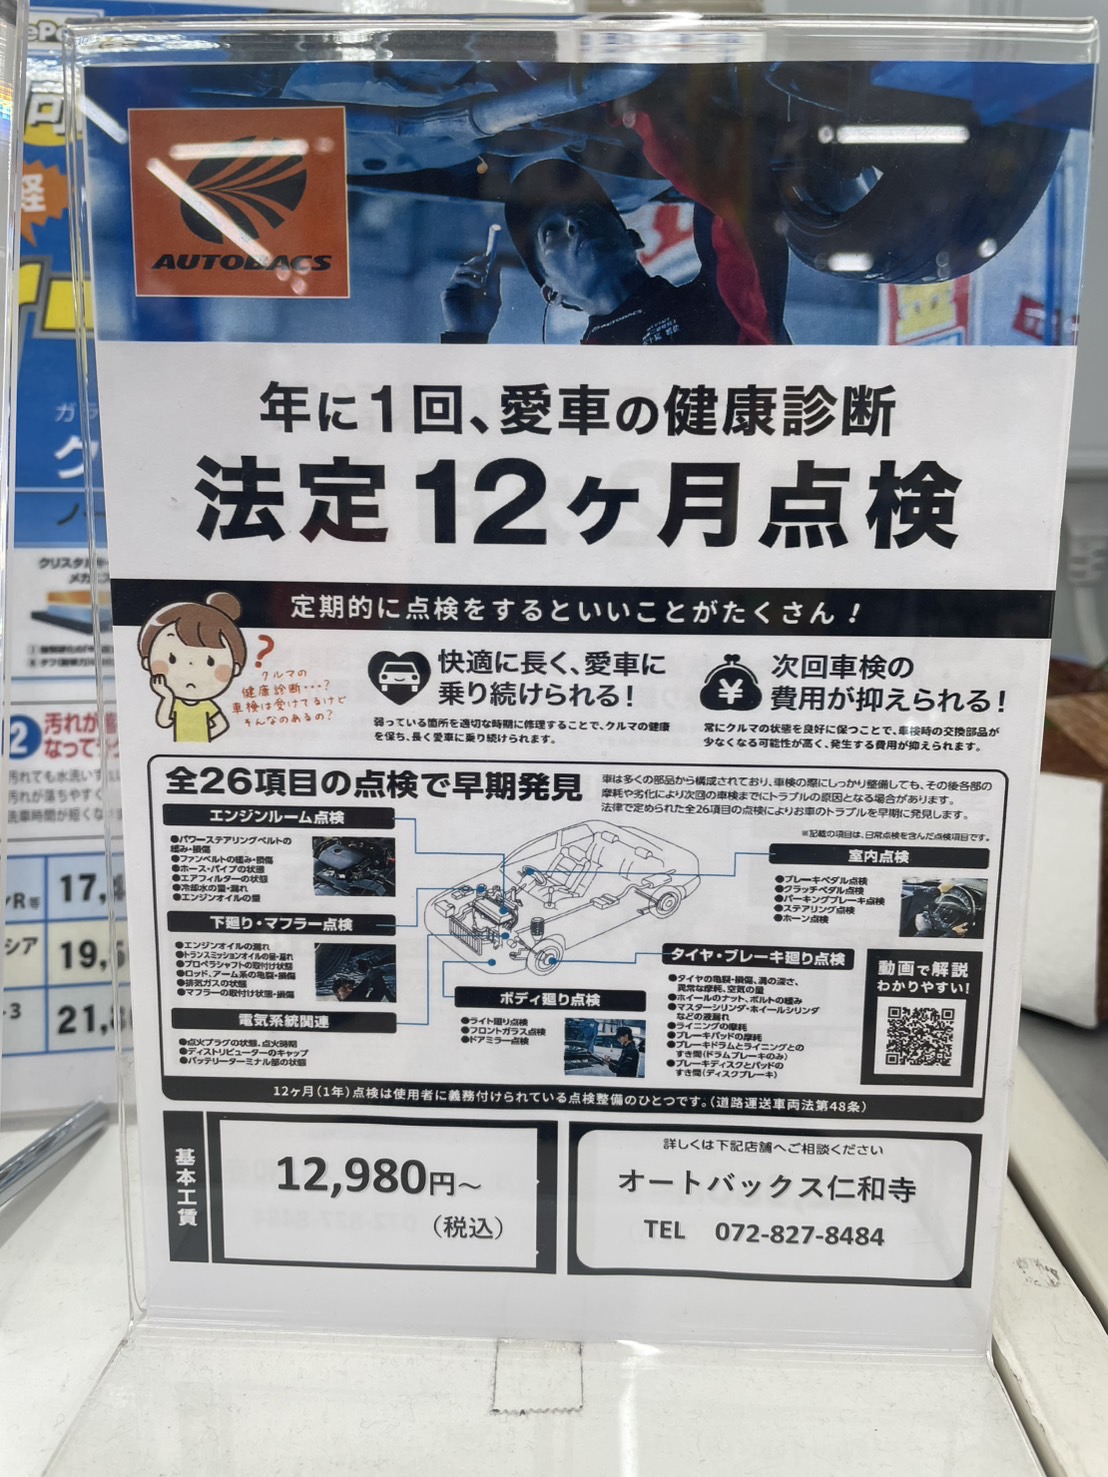 AUTOBACS
年に1回、愛車の健康診断
法定12ヶ月点検
定期的に点検をするといいことがたくさん！
?
クルマの
健康診断・・・?
車検は受けてるけど
そんなのあるの?
快適に長く、愛車に
乗り続けられる！
弱っている箇所を適切な時期に修理することで、クルマの健康
を保ち、長く愛車に乗り続けられます。
¥
次回車検の
費用が抑えられる！
常にクルマの状態を良好に保つことで、車検時の交換部品が
少なくなる可能性が高く、発生する費用が抑えられます。
全26項目の点検で早期発見
車は多くの部品から構成されており、車検の際にしっかり整備しても、その後各部の
摩耗や劣化により次回の車検までにトラブルの原因となる場合があります。
法律で定められた全26項目の点検によりお車のトラブルを早期に発見します。
※記載の項目は、日常点検を含んだ点検項目です。
エンジンルーム点検
●パワーステアリングベルトの
緩み・損傷
●ファンベルトの緩み・損傷
●ホース・パイプの状態
●エアフィルターの状態
●冷却水の量・漏れ
●エンジンオイルの量
下廻り・マフラー点検
●エンジンオイルの漏れ
●トランスミッションオイルの量・漏れ
●プロペラシャフトの取付け状態
●ロッド、アーム系の亀裂・損傷
●排気ガスの状態
●マフラーの取付け状態・損傷
電気系統関連
●点火プラグの状態、点火時期
●ディストリビューターのキャップ
●バッテリーターミナル部の状態
ボディ廻り点検
●ライト廻り点検
●フロントガラス点検
●ドアミラー点検
室内点検
●ブレーキペダル点検
●クラッチペダル点検
●パーキングブレーキ点検
●ステアリング点検
●ホーン点検
タイヤ・ブレーキ廻り点検
●タイヤの亀裂・損傷、溝の深さ、
異常な摩耗、空気の量
●ホイールのナット、ボルトの緩み
●マスターシリンダ・ホイールシリンダ
などの液漏れ
●ライニングの摩耗
●ブレーキパッドの摩耗
●ブレーキドラムとライニングとの
すき間(ドラムブレーキのみ)
●ブレーキディスクとパッドの
すき間(ディスクブレーキ)
動画で解説
わかりやすい！
12ヶ月(1年)点検は使用者に義務付けられている点検整備のひとつです。(道路運送車両法第48条)
基本工賃
12,980円～
(税込)
詳しくは下記店舗へご相談ください
オートバックス仁和寺
TEL 072-827-8484
2
汚れが
なって
汚れても水洗い
汚れが落ちやすく
洗車時間が短く
17,
19,5
21,